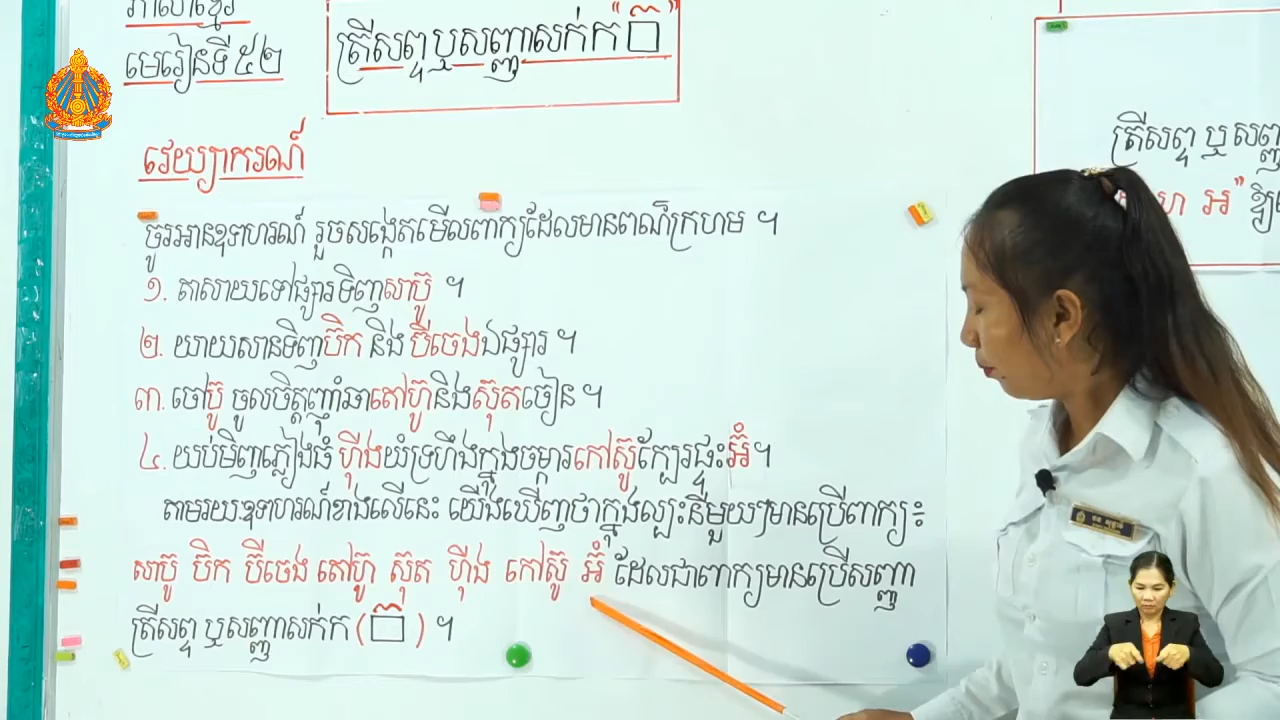 ភាសាខ្មែរ
មេរៀនទី ៥២
ត្រីសព្ទ ឬ សញ្ញាសក់ក "៊"
វេយ្យាករណ៍
ចូរអានឧទាហរណ៍ រួចសង្កេតមើលពាក្យដែលមានពណ៌ក្រហម ។
១. តាសាយទៅផ្សារទិញសាប៊ូ ។
២. យាយសានទិញប៊ិក និង ប៊ីចេងឯផ្សារ ។
៣. ចៅប៊ូ ចូលចិត្តញ៉ាំឆាតៅហ៊ូនិងស៊ុតចៀន ។
៤. យប់មិញភ្លៀងធំ ហ៊ីងយំទ្រហឹងក្នុងចម្ការកៅស៊ូក្បែរផ្ទះអ៊ំ។
តាមរយឧទាហរណ៍ខាងលើនេះ យើងឃើញថាក្នុងល្បះនីមួយៗមានប្រើពាក្យ៖
សាប៊ូ ប៊ិក ប៊ីចេង តៅហ៊ូ ស៊ុត ហ៊ីង កៅស៊ូ អ៊ំ ដែលជាពាក្យមានប្រើសញ្ញា
ត្រីសព្ទ ឬ សញ្ញាសក់ក (៊) ។
ត្រីសព្ទ ឬ សញ្ញា
ហ អ" ឱ្យ